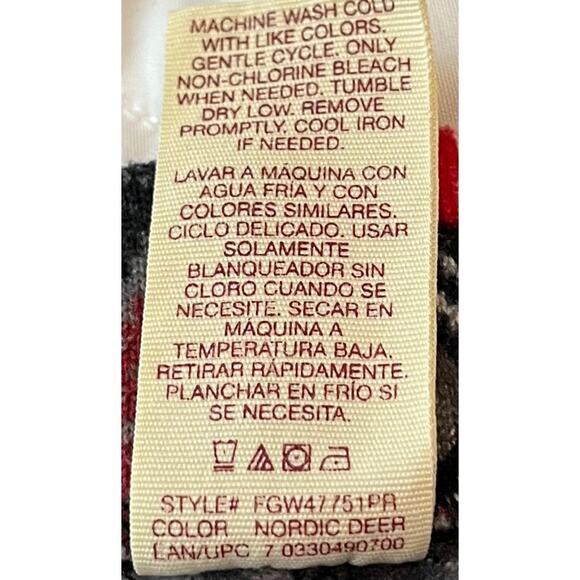 MACHINE WASH COLD
WITH LIKE COLORS.
GENTLE CYCLE. ONLY
NON-CHLORINE BLEACH
WHEN NEEDED. TUMBLE
DRY LOW. REMOVE
PROMPTLY. COOL IRON
IF NEEDED.
LAVAR A MÁQUINA CON
AGUA FRÍA Y CON
COLORES SIMILARES.
CICLO DELICADO. USAR
SOLAMENTE
BLANQUEADOR SIN
CLORO CUANDO SE
NECESITE. SECAR EN
MÁQUINA A
TEMPERATURA BAJA.
RETIRAR RÁPIDAMENTE.
PLANCHAR EN FRÍO SI
SE NECESITA.
STYLE# FGW47751PR
COLOR NORDIC DEER
EAN/UPC 7 0330490700